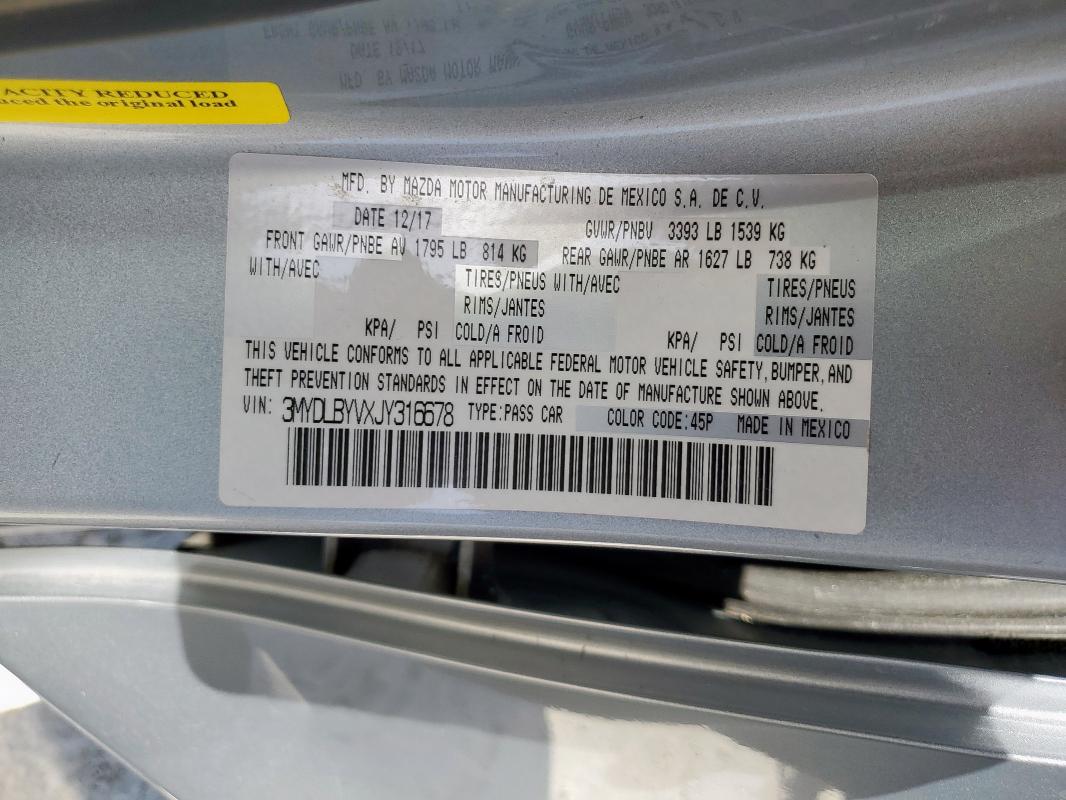 ACITY REDUCED
uced the original load
MFD. BY MAZDA MOTOR MANUFACTURING DE MEXICO S.A. DE C.V.
DATE 12/17 GVWR/PNBV 3393 LB 1539 KG
FRONT GAWR/PNBE AV 1795 LB 814 KG REAR GAWR/PNBE AR 1627 LB 738 KG
WITH/AVEC TIRES/PNEUS WITH/AVEC TIRES/PNEUS
RIMS/JANTES RIMS/JANTES
KPA/ PSI COLD/A FROID KPA/ PSI COLD/A FROID
THIS VEHICLE CONFORMS TO ALL APPLICABLE FEDERAL MOTOR VEHICLE SAFETY, BUMPER, AND
THEFT PREVENTION STANDARDS IN EFFECT ON THE DATE OF MANUFACTURE SHOWN ABOVE.
VIN: 3MYDLBYVXJY316678 TYPE:PASS CAR COLOR CODE:45P MADE IN MEXICO